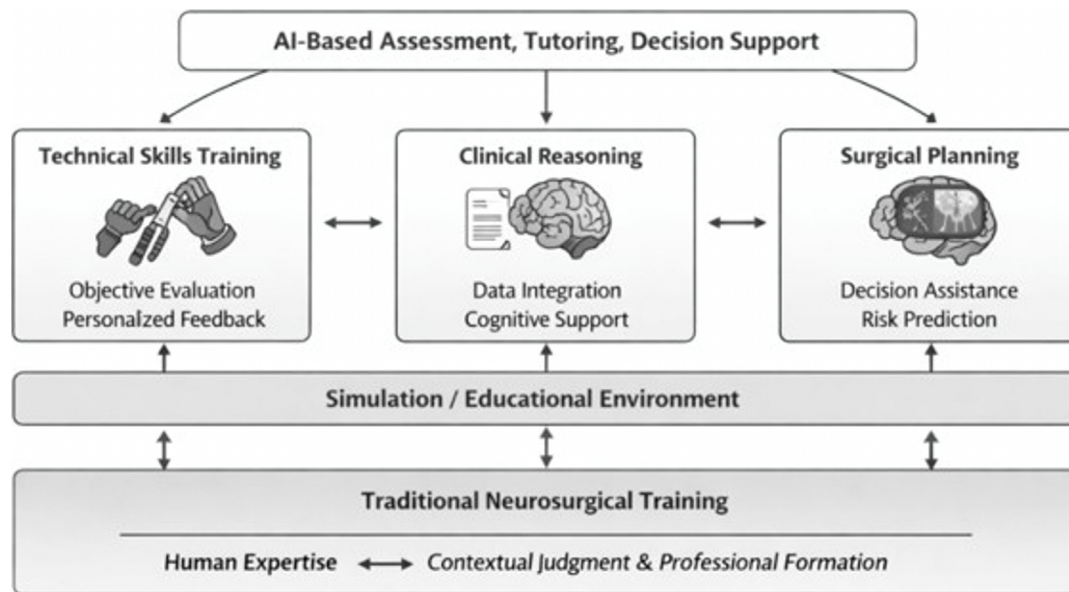 AI-Based Assessment, Tutoring, Decision Support
Technical Skills Training
Objective Evaluation
Personalized Feedback
Clinical Reasoning
Data Integration
Cognitive Support
Surgical Planning
Decision Assistance
Risk Prediction
Simulation / Educational Environment
Traditional Neurosurgical Training
Human Expertise ↔ Contextual Judgment & Professional Formation